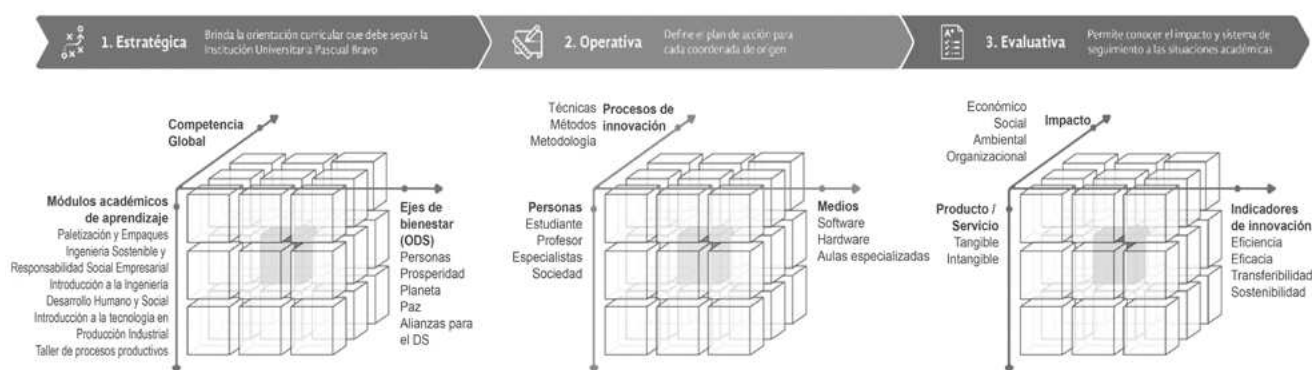 1. Estratégica
Brinda la orientación curricular que debe seguir la
Institución Universitaria Pascual Bravo
2. Operativa
Define el plan de acción para
cada coordenada de origen
3. Evaluativa
Permite conocer el impacto y sistema de
seguimiento a las situaciones académicas
Competencia
Global
Módulos académicos
de aprendizaje
Paletización y Empaques
Ingeniería Sostenible y
Responsabilidad Social Empresarial
Introducción a la Ingeniería
Desarrollo Humano y Social
Introducción a la tecnología en
Producción Industrial
Taller de procesos productivos
Ejes de
bienestar
(ODS)
Personas
Prosperidad
Planeta
Paz
Alianzas para
el DS
Técnicas
Métodos
Metodología
Procesos de
innovación
Personas
Estudiante
Profesor
Especialistas
Sociedad
Medios
Software
Hardware
Aulas especializadas
Económico
Social
Ambiental
Organizacional
Impacto
Producto /
Servicio
Tangible
Intangible
Indicadores
de innovación
Eficiencia
Eficacia
Transferibilidad
Sostenibilidad